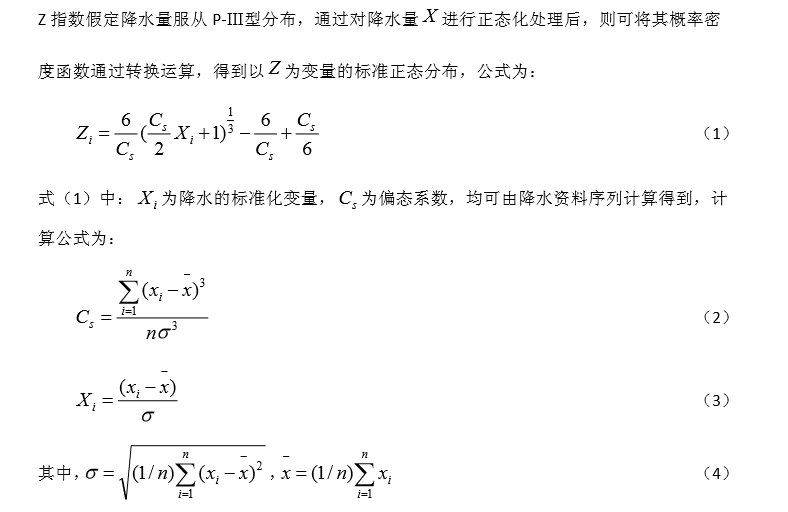 Z 指数假定降水量服从 P-III型分布，通过对降水量 X 进行正态化处理后，则可将其概率密
度函数通过转换运算，得到以 Z 为变量的标准正态分布，公式为：
Z_i = \frac{6}{C_s}(\frac{C_s}{2}X_i+1)^{\frac{1}{3}} - \frac{6}{C_s} + \frac{C_s}{6} （1）
式（1）中： X_i 为降水的标准化变量， C_s 为偏态系数，均可由降水资料序列计算得到，计
算公式为：
C_s = \frac{\sum_{i=1}^{n}(x_i-\bar{x})^3}{n\sigma^3} （2）
X_i = \frac{(x_i-\bar{x})}{\sigma} （3）
其中，\sigma = \sqrt{(1/n)\sum_{i=1}^{n}(x_i-\bar{x})^2}，\bar{x} = (1/n)\sum_{i=1}^{n}x_i （4）